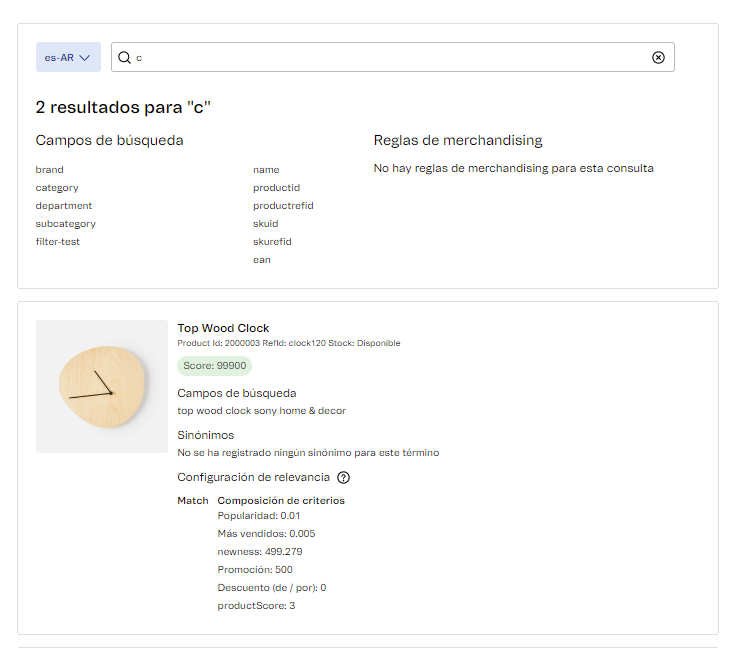 es-AR
c
2 resultados para "c"
Campos de búsqueda
brand
category
department
subcategory
filter-test
name
productid
productrefid
skuid
skurefid
ean
Reglas de merchandising
No hay reglas de merchandising para esta consulta
Top Wood Clock
Product Id: 2000003 RefId: clock120 Stock: Disponible
Score: 99900
Campos de búsqueda
top wood clock sony home & decor
Sinónimos
No se ha registrado ningún sinónimo para este término
Configuración de relevancia ?
Match Composición de criterios
Popularidad: 0.01
Más vendidos: 0.005
newness: 499.279
Promoción: 500
Descuento (de / por): 0
productScore: 3